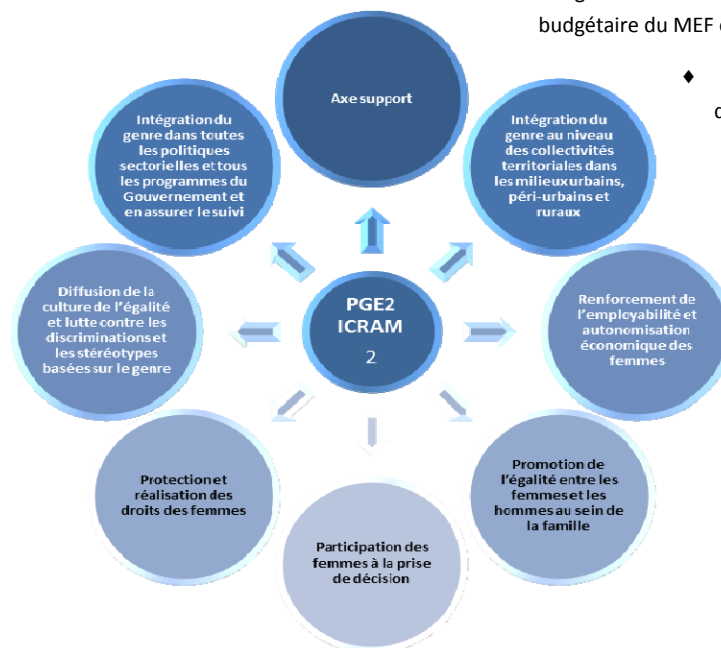 budgétaire du MEF
♦
Axe support
Intégration du
genre dans toutes
les politiques
sectorielles et tous
les programmes du
Gouvernement et
en assurer le suivi
Intégration du
genre au niveau
des collectivités
territoriales dans
les milieux urbains,
péri-urbains et
ruraux
Diffusion de la
culture de l'égalité
et lutte contre les
discriminations et
les stéréotypes
basées sur le genre
PGE2
ICRAM
2
Renforcement de
l'employabilité et
autonomisation
économique des
femmes
Protection et
réalisation des
droits des femmes
Participation des
femmes à la prise
de décision
Promotion de
l'égalité entre les
femmes et les
hommes au sein de
la famille